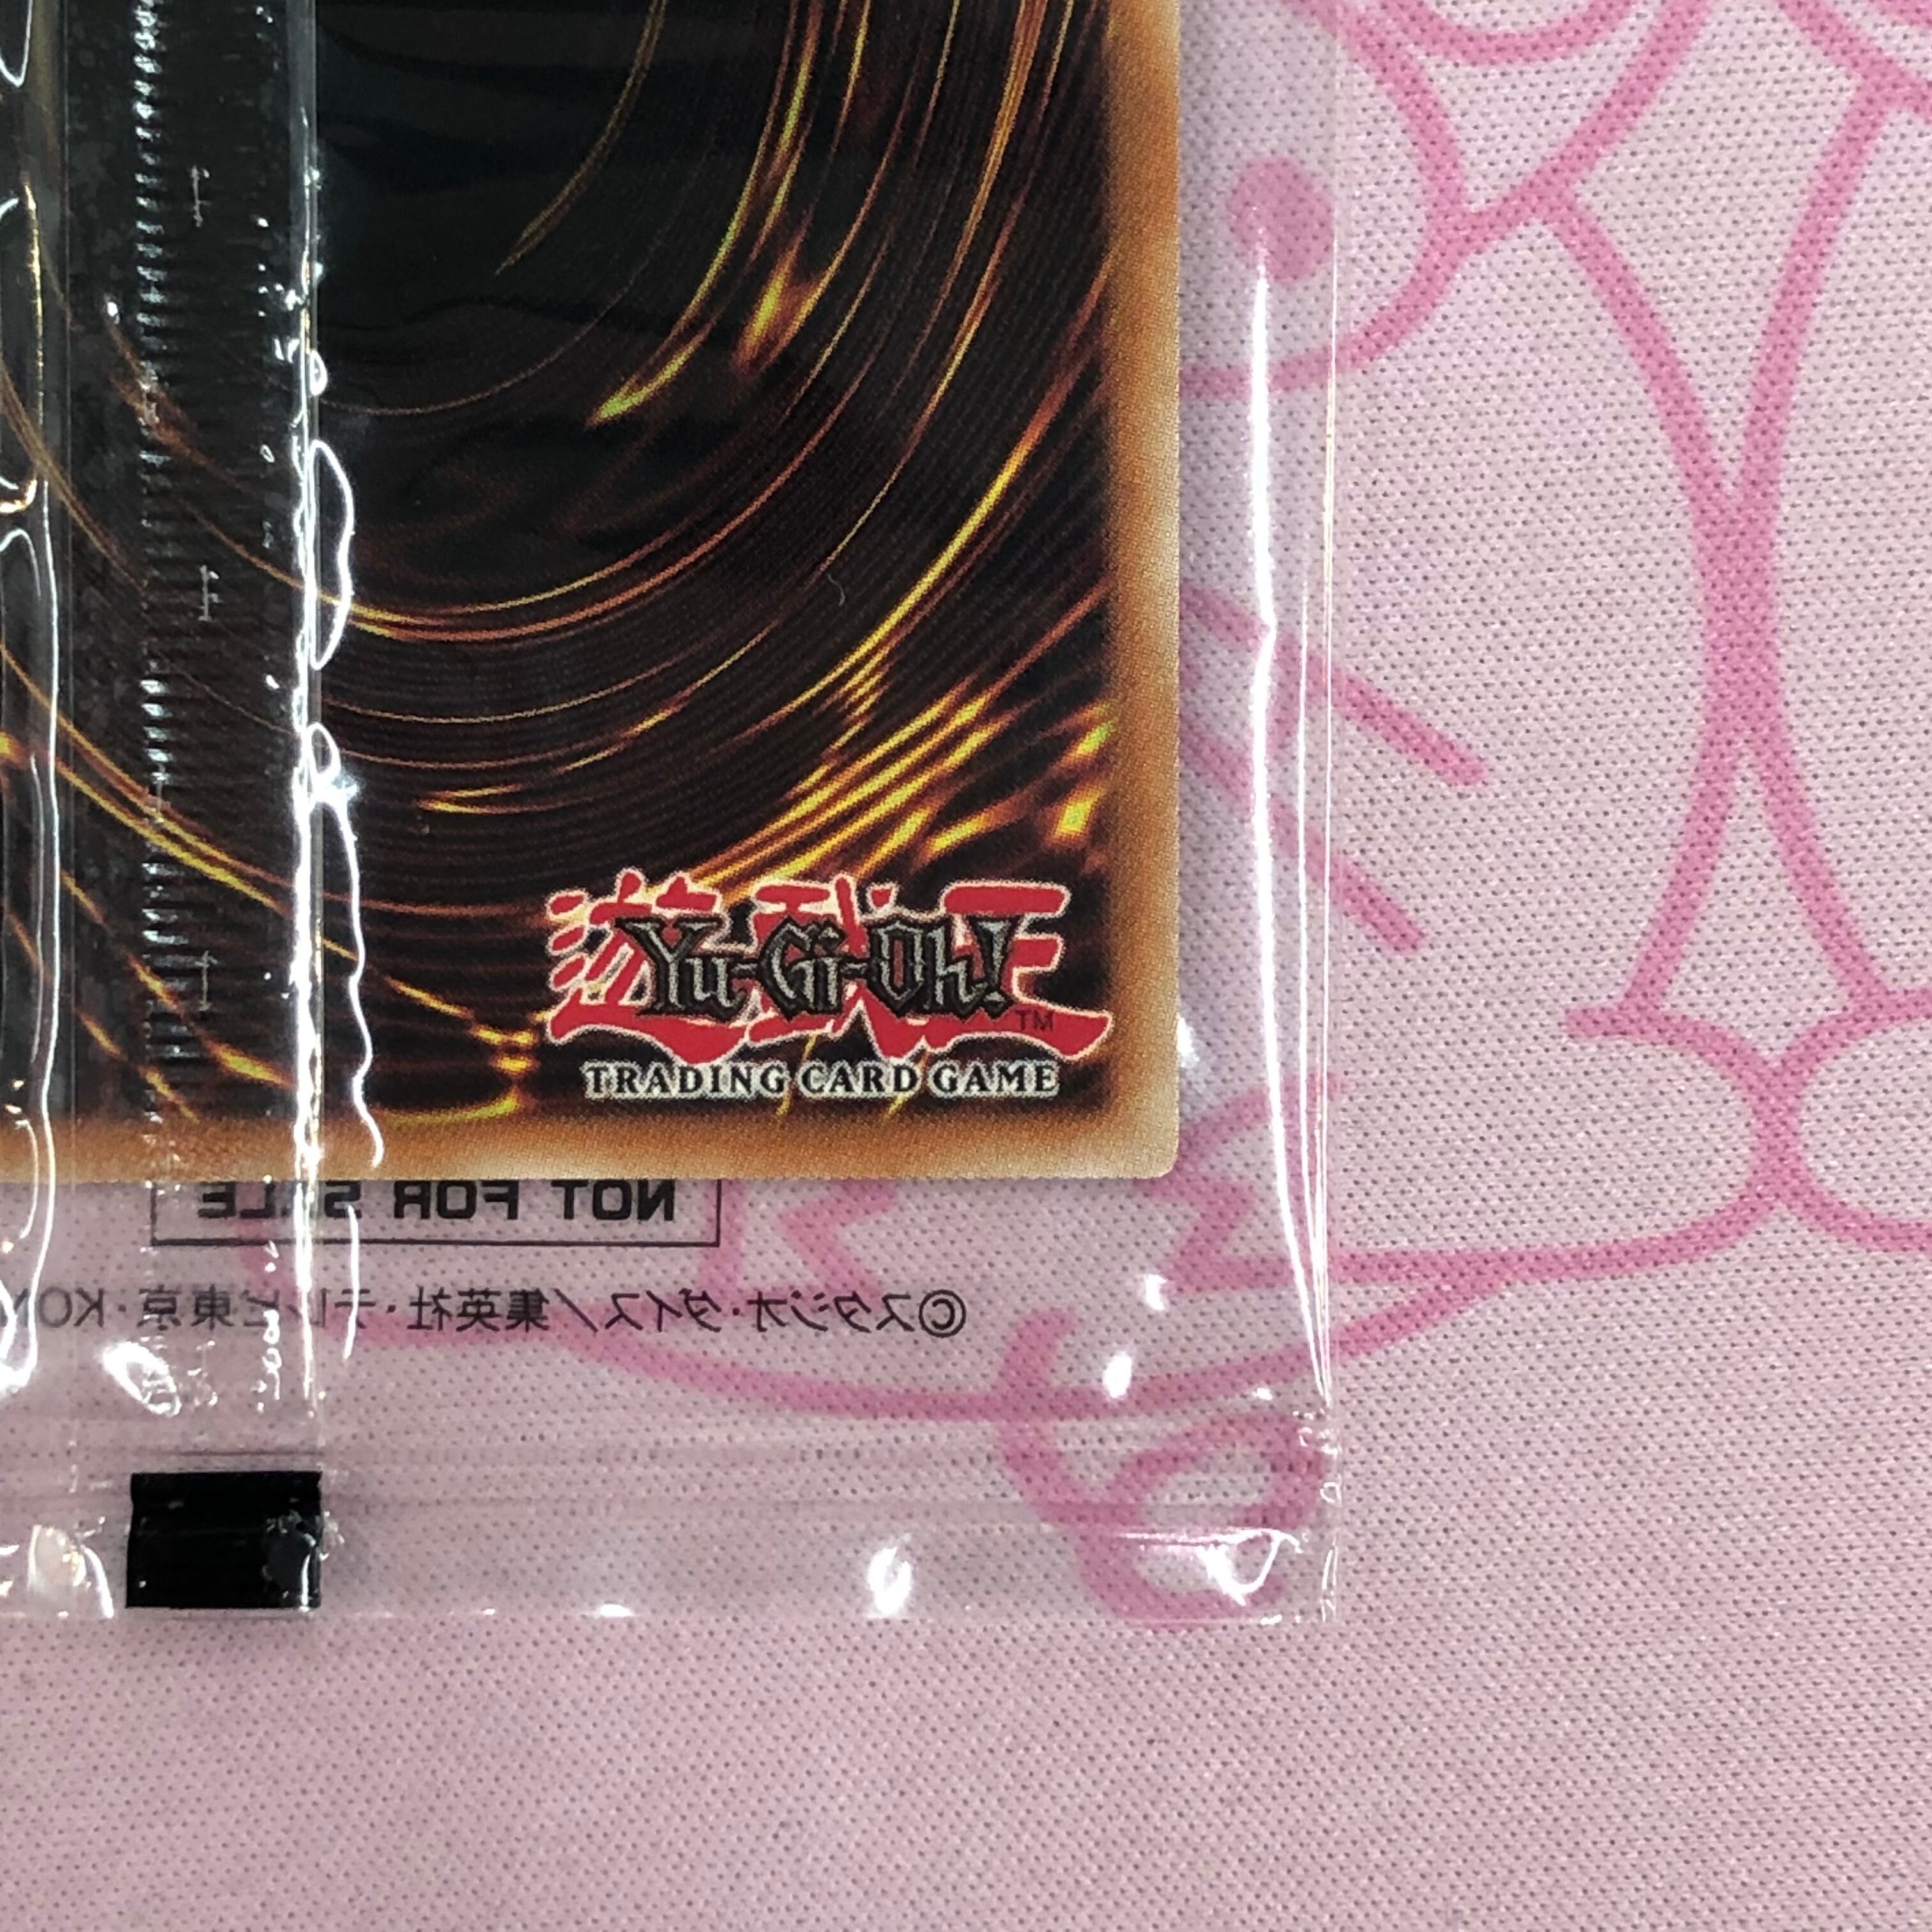 遊戯王
Yu-Gi-Oh!
TM
TRADING CARD GAME
NOT FOR SALE
©スタジオ・ダイス/集英社・テレビ東京・KON